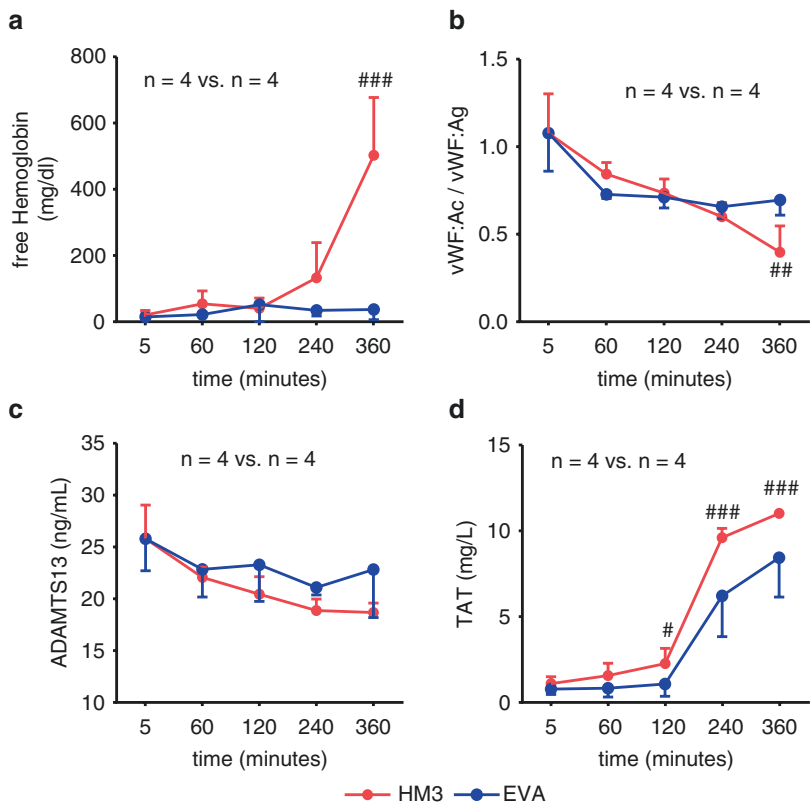 a
free Hemoglobin
(mg/dl)
800
600
400
200
0
n = 4 vs. n = 4
###
5 60 120 240 360
time (minutes)
b
vWF:Ac / vWF:Ag
1.5
1.0
0.5
0.0
n = 4 vs. n = 4
##
5 60 120 240 360
time (minutes)
c
ADAMTS13 (ng/mL)
35
30
25
20
15
10
n = 4 vs. n = 4
5 60 120 240 360
time (minutes)
d
TAT (mg/L)
15
10
5
0
n = 4 vs. n = 4
#
###
###
5 60 120 240 360
time (minutes)
HM3 EVA